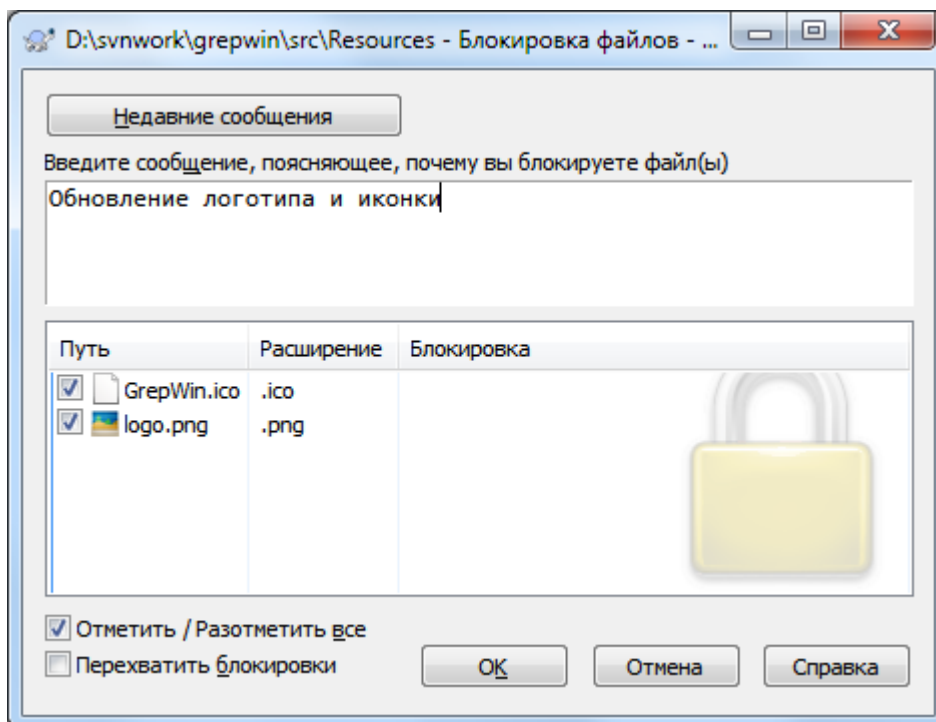 D:\svnwork\grepwin\src\Resources - Блокировка файлов - ...
Недавние сообщения
Введите сообщение, поясняющее, почему вы блокируете файл(ы)
Обновление логотипа и иконки
Путь Расширение Блокировка
GrepWin.ico .ico
logo.png .png
Отметить / Разотметить все
Перехватить блокировки OK Отмена Справка